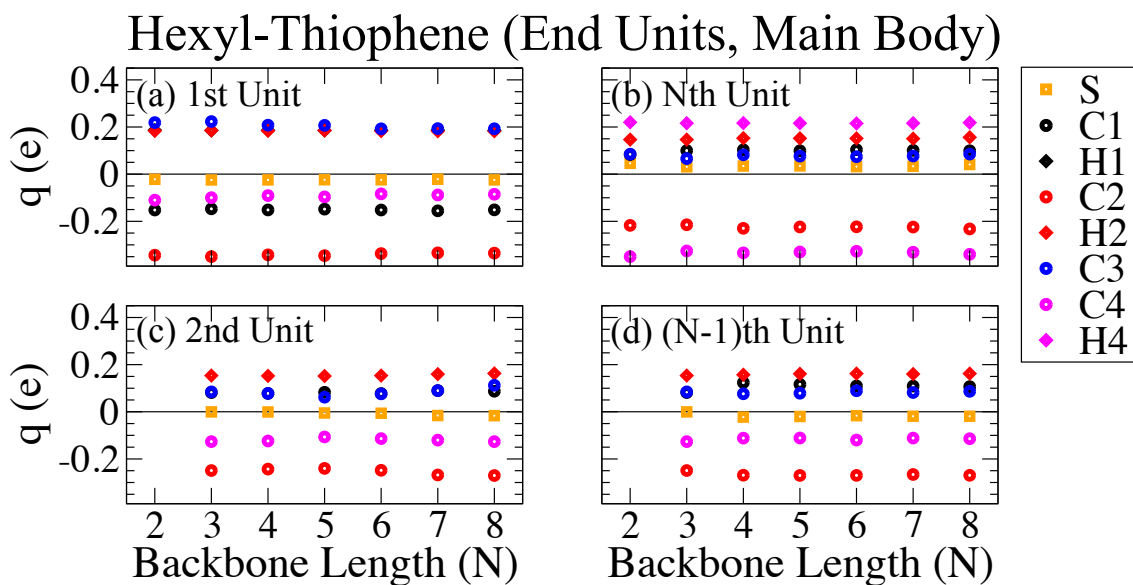 Hexyl-Thiophene (End Units, Main Body)
0.4
0.2
0
-0.2
q (e)
(a) 1st Unit
(b) Nth Unit
S
C1
H1
C2
H2
C3
C4
H4
0.4
0.2
0
-0.2
q (e)
(c) 2nd Unit
(d) (N-1)th Unit
2 3 4 5 6 7 8
2 3 4 5 6 7 8
Backbone Length (N)
Backbone Length (N)